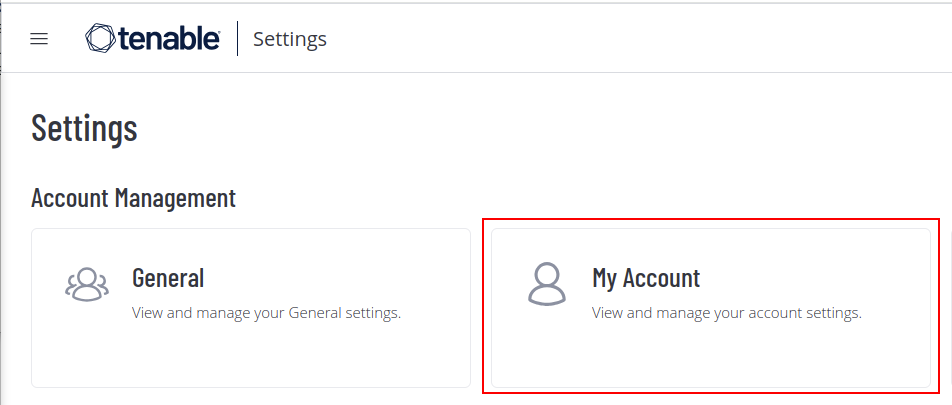 tenable
Settings
Settings
Account Management
General
View and manage your General settings.
My Account
View and manage your account settings.